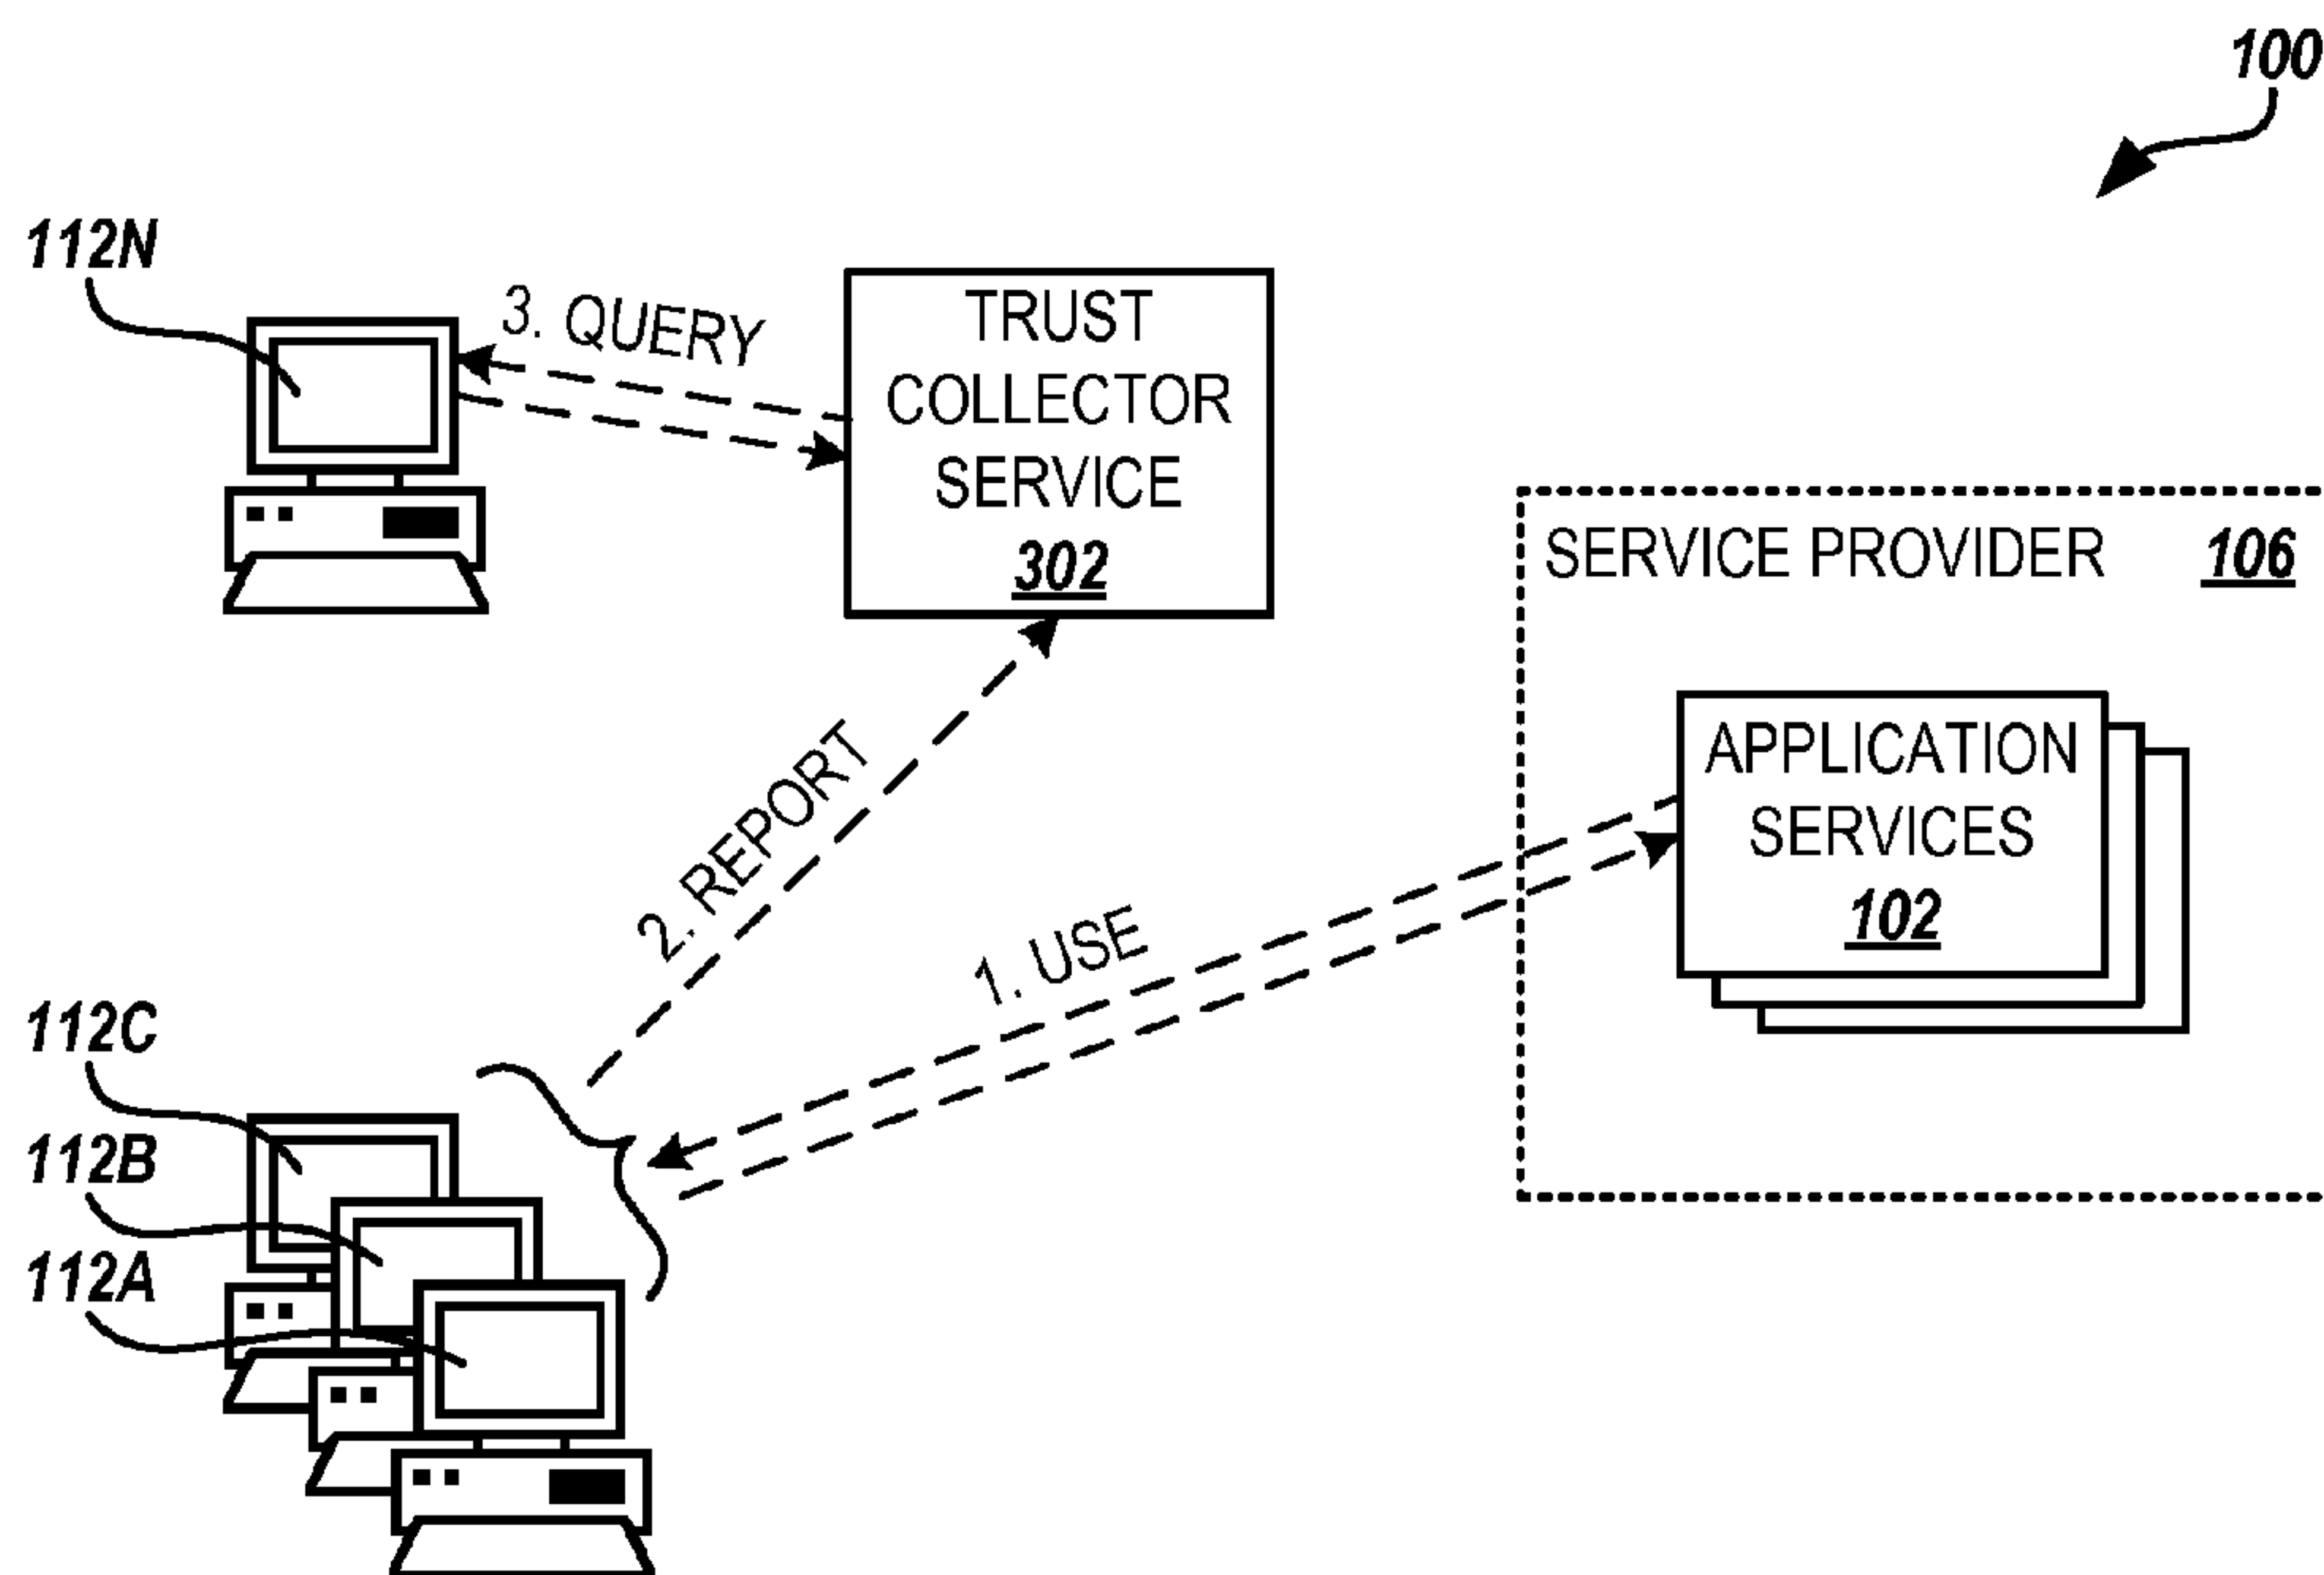 100
112N
3. QUERY
TRUST
COLLECTOR
SERVICE
302
SERVICE PROVIDER 106
APPLICATION
SERVICES
102
2. REPORT
1. USE
112C
112B
112A